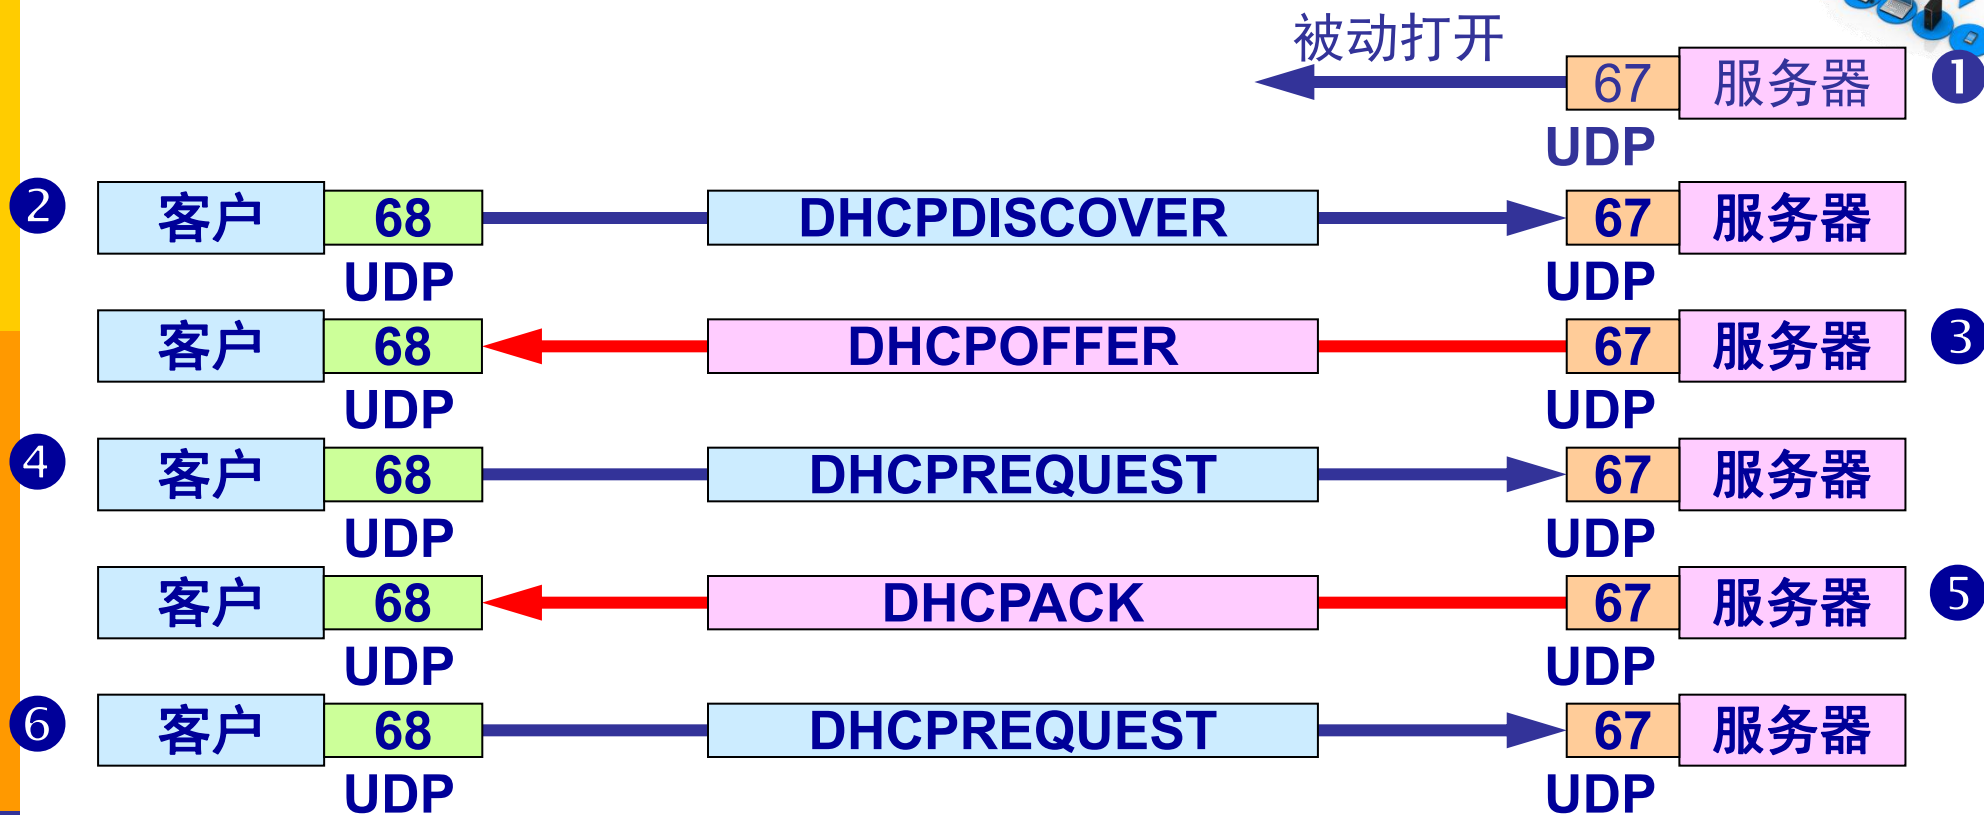 被动打开
67 服务器 ❶
UDP
❷ 客户 68 DHCPDISCOVER 67 服务器
UDP UDP
客户 68 DHCPOFFER 67 服务器 ❸
UDP UDP
❹ 客户 68 DHCPREQUEST 67 服务器
UDP UDP
客户 68 DHCPACK 67 服务器 ❺
UDP UDP
❻ 客户 68 DHCPREQUEST 67 服务器
UDP UDP